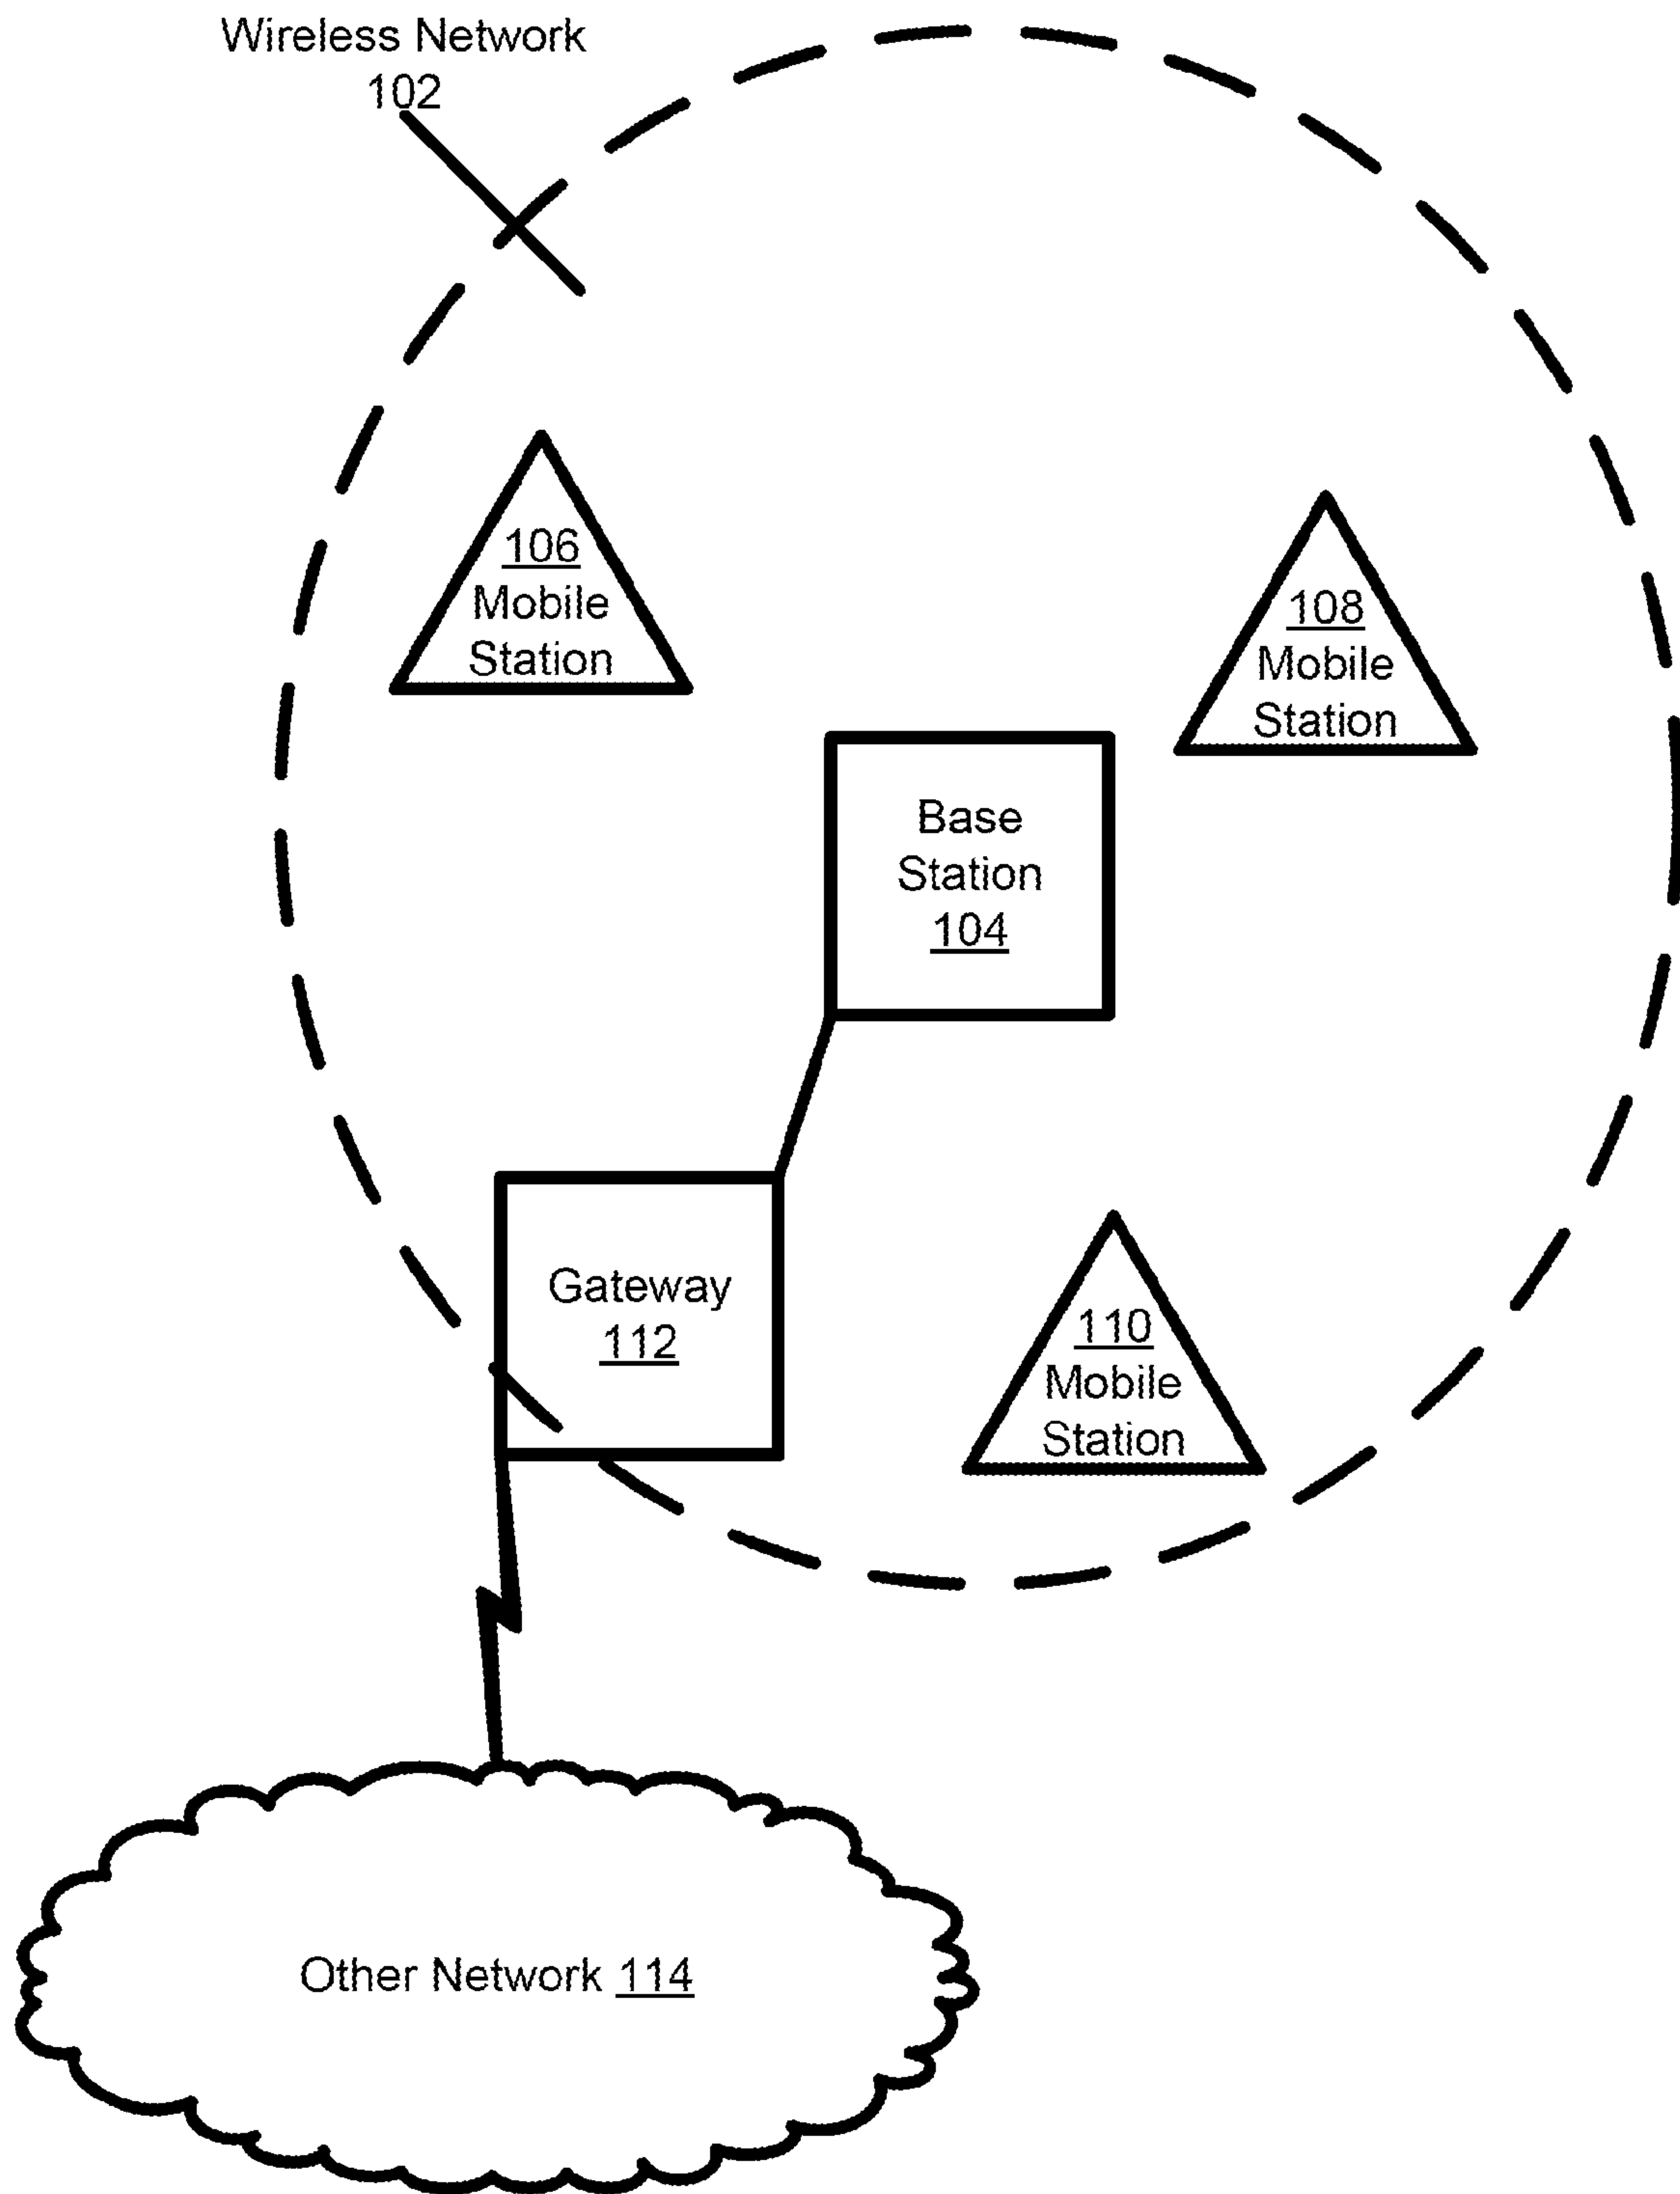 Wireless Network
102
106
Mobile
Station
108
Mobile
Station
Base
Station
104
Gateway
112
110
Mobile
Station
Other Network 114